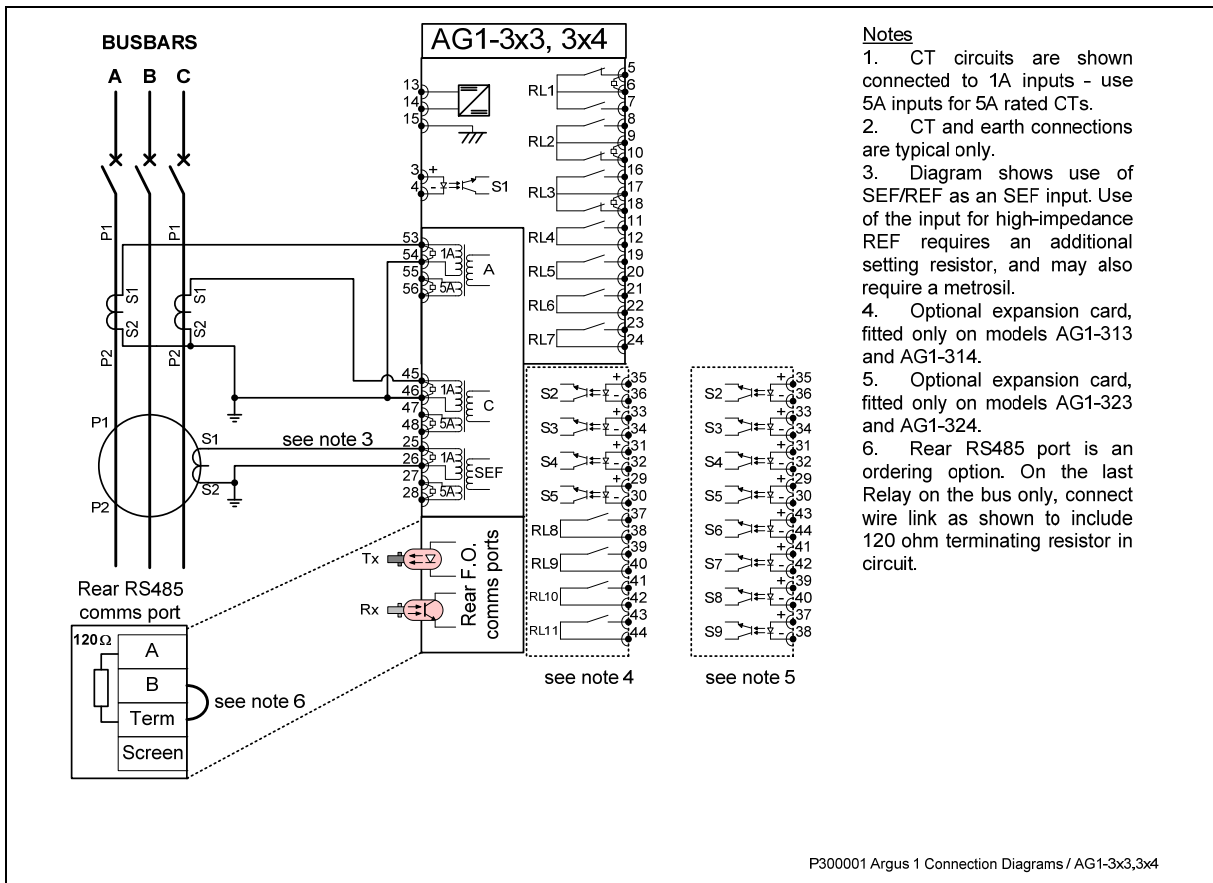 BUSBARS
A B C
AG1-3x3, 3x4
13
14
15
3 +
4 -
S1
RL1
5
6
7
RL2
8
9
10
RL3
16
17
18
RL4
11
12
RL5
19
20
RL6
21
22
RL7
23
24
P1
P1
S1
S2
S1
S2
P2
P2
53
54
55
56
1A
5A
A
45
46
47
48
1A
5A
C
25
26
27
28
1A
5A
SEF
P1
P2
S1
S2
see note 3
Tx
Rx
Rear F.O.
comms ports
S2 + 35
- 36
S3 + 33
- 34
S4 + 31
- 32
S5 + 29
- 30
RL8 37
38
RL9 39
40
RL10 41
42
RL11 43
44
see note 4
S2 + 35
- 36
S3 + 33
- 34
S4 + 31
- 32
S5 + 29
- 30
S6 + 43
- 44
S7 + 41
- 42
S8 + 39
- 40
S9 + 37
- 38
see note 5
Rear RS485
comms port
120Ω
A
B
Term
Screen
see note 6
Notes
1. CT circuits are shown
connected to 1A inputs - use
5A inputs for 5A rated CTs.
2. CT and earth connections
are typical only.
3. Diagram shows use of
SEF/REF as an SEF input. Use
of the input for high-impedance
REF requires an additional
setting resistor, and may also
require a metrosil.
4. Optional expansion card,
fitted only on models AG1-313
and AG1-314.
5. Optional expansion card,
fitted only on models AG1-323
and AG1-324.
6. Rear RS485 port is an
ordering option. On the last
Relay on the bus only, connect
wire link as shown to include
120 ohm terminating resistor in
circuit.
P300001 Argus 1 Connection Diagrams / AG1-3x3,3x4